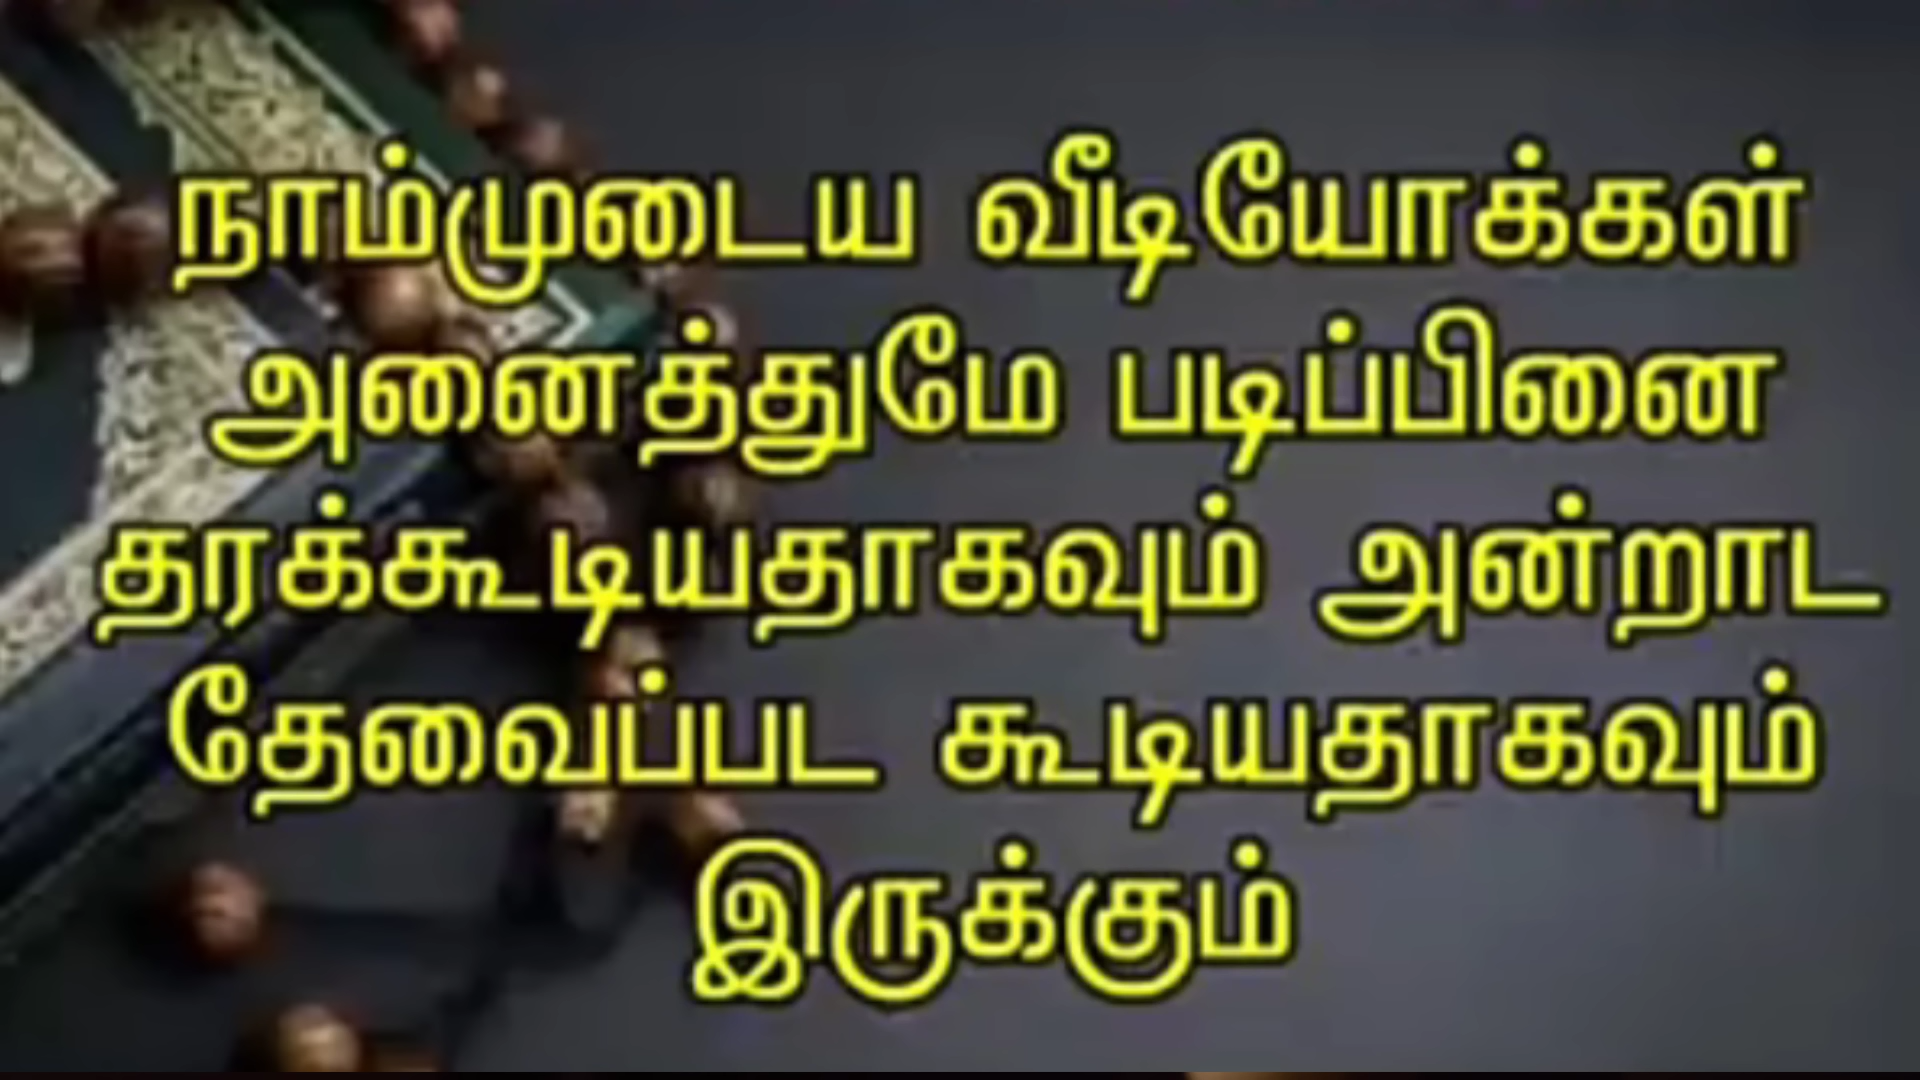 நாம்முடைய வீடியோக்கள்
அனைத்துமே படிப்பினை
தரக்கூடியதாகவும் அன்றாட
தேவைப்பட கூடியதாகவும்
இருக்கும்